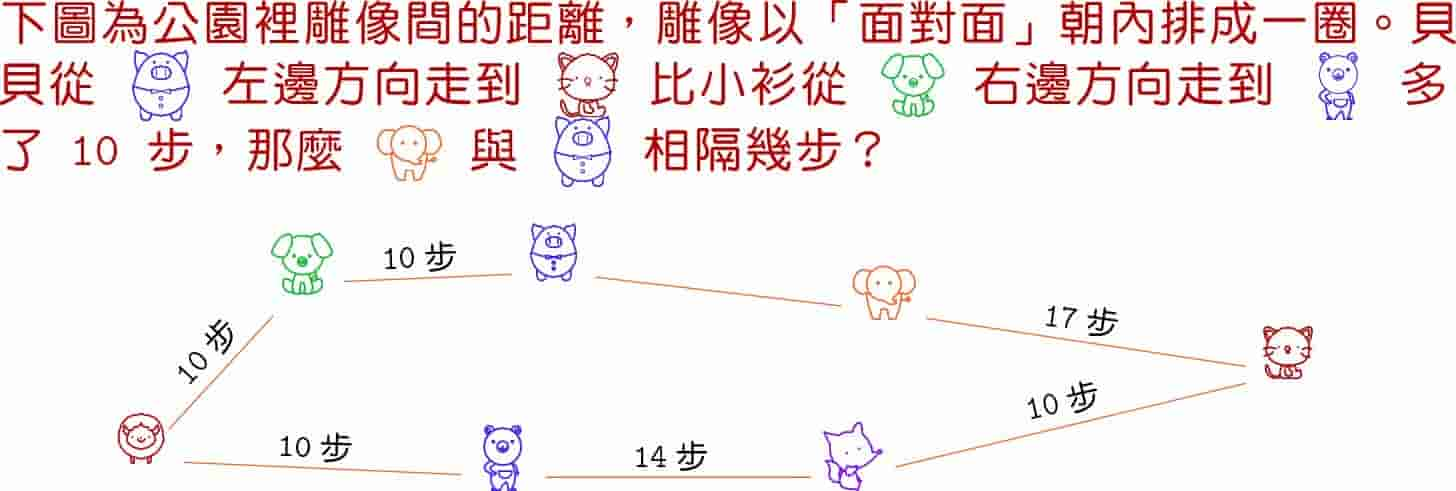 下圖為公園裡雕像間的距離，雕像以「面對面」朝內排成一圈。貝
貝從 左邊方向走到 比小衫從 右邊方向走到 多
了 10 步，那麼 與 相隔幾步？
10 步
17 步
10 步
10 步
10 步
14 步